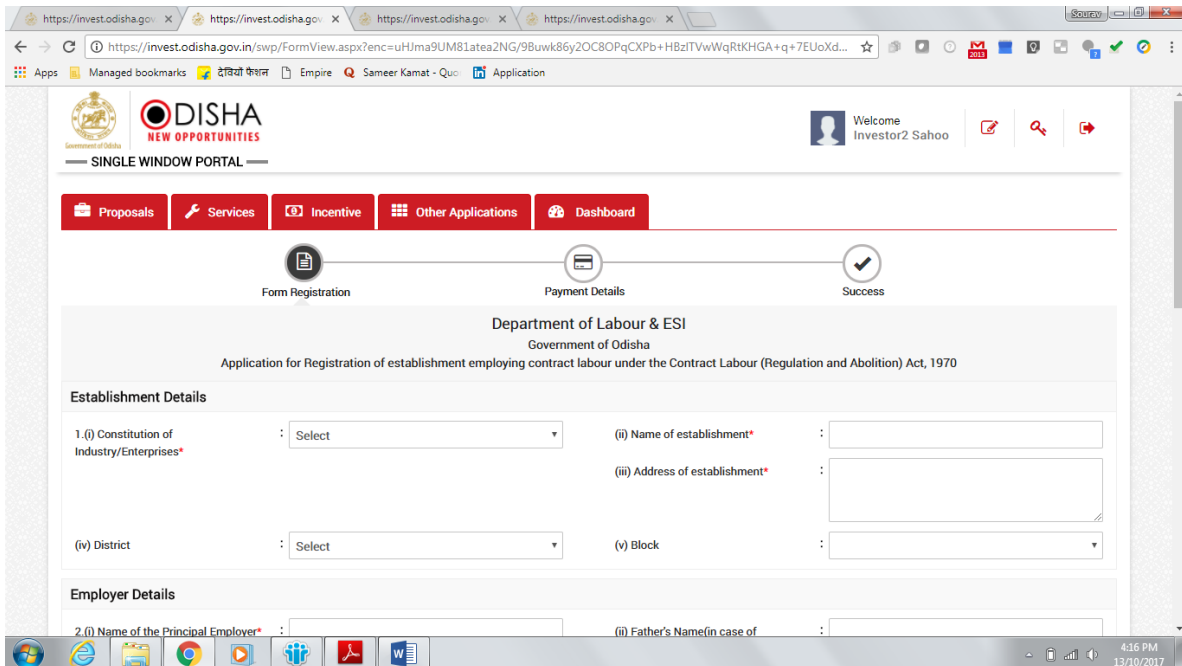 https://invest.odisha.gov × https://invest.odisha.gov × https://invest.odisha.gov × https://invest.odisha.gov × Sourav
https://invest.odisha.gov.in/swp/FormView.aspx?enc=uHJma9UM81atea2NG/9Buwk86y2OC8OPqCXPb+HBzlTVwWqRtKHGA+q+7EUoXd...
2013
Apps Managed bookmarks देवियों फैशन Empire Sameer Kamat - Quo Application
ODISHA
NEW OPPORTUNITIES
Government of Odisha
SINGLE WINDOW PORTAL
Welcome
Investor2 Sahoo
Proposals Services Incentive Other Applications Dashboard
Form Registration Payment Details Success
Department of Labour & ESI
Government of Odisha
Application for Registration of establishment employing contract labour under the Contract Labour (Regulation and Abolition) Act, 1970
Establishment Details
1.(i) Constitution of Industry/Enterprises* : Select (ii) Name of establishment* :
(iii) Address of establishment* :
(iv) District : Select (v) Block :
Employer Details
2.(i) Name of the Principal Employer* : (ii) Father's Name(in case of :
4:16 PM
13/10/2017